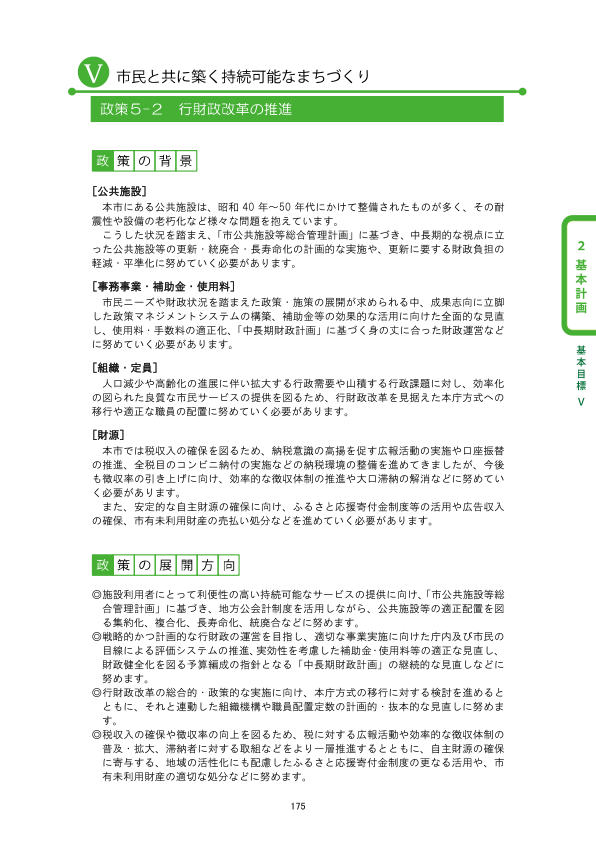 Ⅴ 市民と共に築く持続可能なまちづくり
政策５-２　行財政改革の推進
政策の背景
[公共施設]
　本市にある公共施設は、昭和 40 年～50 年代にかけて整備されたものが多く、その耐
震性や設備の老朽化など様々な問題を抱えています。
　こうした状況を踏まえ、「市公共施設等総合管理計画」に基づき、中長期的な視点に立
った公共施設等の更新・統廃合・長寿命化の計画的な実施や、更新に要する財政負担の
軽減・平準化に努めていく必要があります。
[事務事業・補助金・使用料]
　市民ニーズや財政状況を踏まえた政策・施策の展開が求められる中、成果志向に立脚
した政策マネジメントシステムの構築、補助金等の効果的な活用に向けた全面的な見直
し、使用料・手数料の適正化、「中長期財政計画」に基づく身の丈に合った財政運営など
に努めていく必要があります。
[組織・定員]
　人口減少や高齢化の進展に伴い拡大する行政需要や山積する行政課題に対し、効率化
の図られた良質な市民サービスの提供を図るため、行財政改革を見据えた本庁方式への
移行や適正な職員の配置に努めていく必要があります。
[財源]
　本市では税収入の確保を図るため、納税意識の高揚を促す広報活動の実施や口座振替
の推進、全税目のコンビニ納付の実施などの納税環境の整備を進めてきましたが、今後
も徴収率の引き上げに向け、効率的な徴収体制の推進や大口滞納の解消などに努めてい
く必要があります。
　また、安定的な自主財源の確保に向け、ふるさと応援寄付金制度等の活用や広告収入
の確保、市有未利用財産の売払い処分などを進めていく必要があります。
政策の展開方向
◎施設利用者にとって利便性の高い持続可能なサービスの提供に向け、「市公共施設等総
合管理計画」に基づき、地方公会計制度を活用しながら、公共施設等の適正配置を図
る集約化、複合化、長寿命化、統廃合などに努めます。
◎戦略的かつ計画的な行財政の運営を目指し、適切な事業実施に向けた庁内及び市民の
目線による評価システムの推進、実効性を考慮した補助金・使用料等の適正な見直し、
財政健全化を図る予算編成の指針となる「中長期財政計画」の継続的な見直しなどに
努めます。
◎行財政改革の総合的・政策的な実施に向け、本庁方式の移行に対する検討を進めると
ともに、それと連動した組織機構や職員配置定数の計画的・抜本的な見直しに努めま
す。
◎税収入の確保や徴収率の向上を図るため、税に対する広報活動や効率的な徴収体制の
普及・拡大、滞納者に対する取組などをより一層推進するとともに、自主財源の確保
に寄与する、地域の活性化にも配慮したふるさと応援寄付金制度の更なる活用や、市
有未利用財産の適切な処分などに努めます。
2 基本計画
基本目標 Ⅴ
175